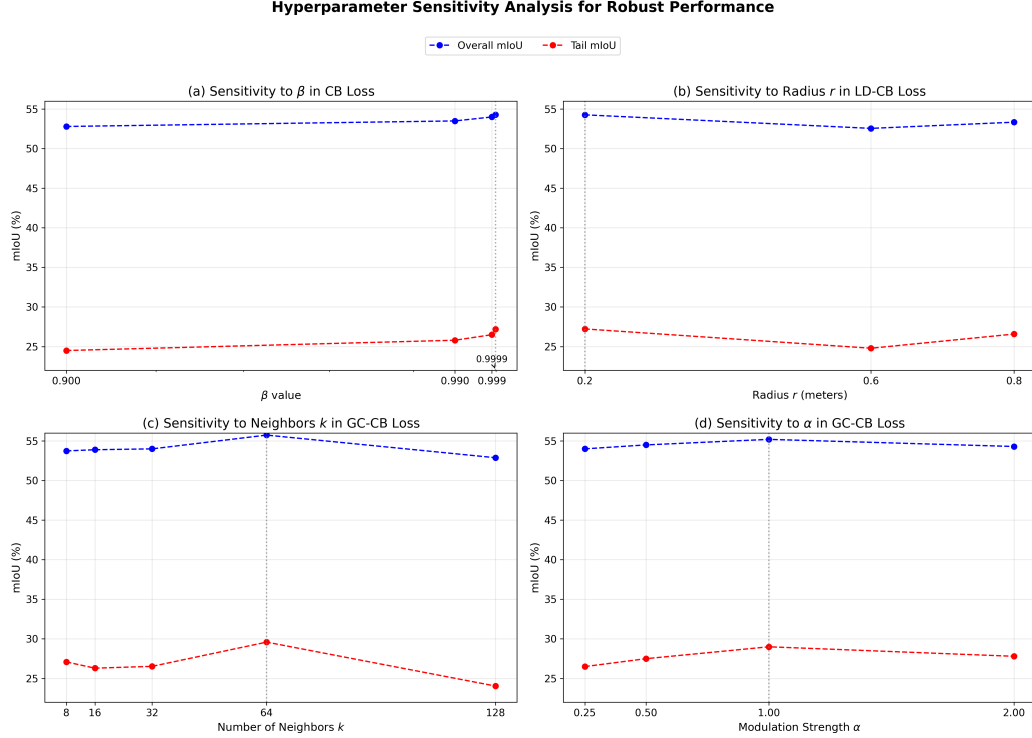 Hyperparameter Sensitivity Analysis for Robust Performance
Overall mIoU Tail mIoU
(a) Sensitivity to β in CB Loss
mIoU (%)
55
50
45
40
35
30
25
0.9999
0.900 0.990 0.999
β value
(b) Sensitivity to Radius r in LD-CB Loss
mIoU (%)
55
50
45
40
35
30
25
0.2 0.6 0.8
Radius r (meters)
(c) Sensitivity to Neighbors k in GC-CB Loss
mIoU (%)
55
50
45
40
35
30
25
8 16 32 64 128
Number of Neighbors k
(d) Sensitivity to α in GC-CB Loss
mIoU (%)
55
50
45
40
35
30
25
0.25 0.50 1.00 2.00
Modulation Strength α